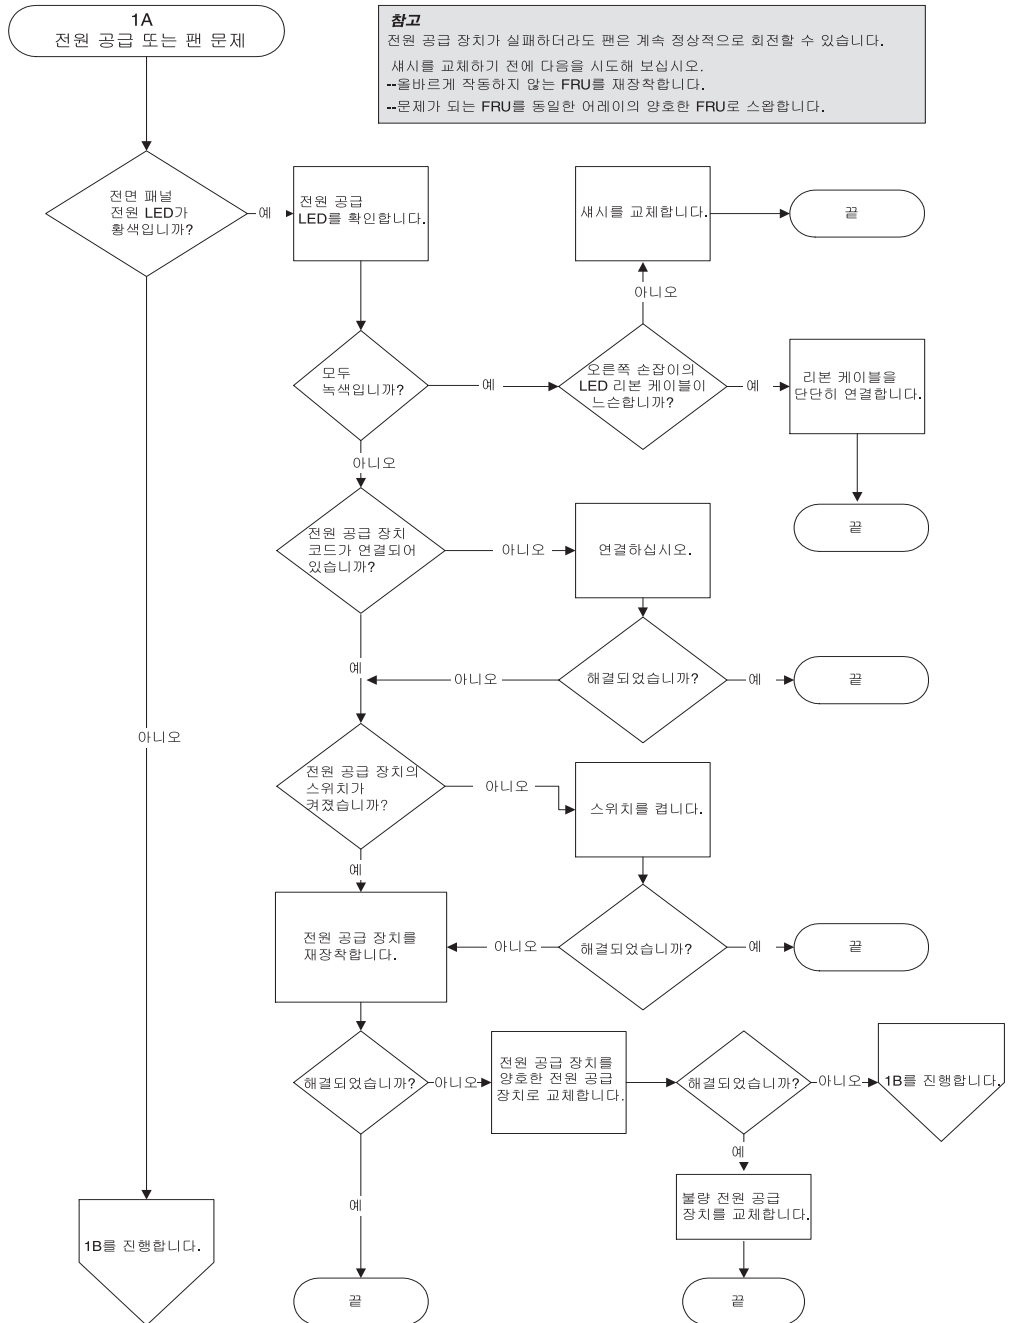 1A
전원 공급 또는 팬 문제
참고
전원 공급 장치가 실패하더라도 팬은 계속 정상적으로 회전할 수 있습니다.
섀시를 교체하기 전에 다음을 시도해 보십시오.
--올바르게 작동하지 않는 FRU를 재장착합니다.
--문제가 되는 FRU를 동일한 어레이의 양호한 FRU로 스왑합니다.
전면 패널
전원 LED가
황색입니까?
예
전원 공급
LED를 확인합니다.
섀시를 교체합니다.
끝
아니오
모두
녹색입니까?
예
오른쪽 손잡이의
LED 리본 케이블이
느슨합니까?
예
리본 케이블을
단단히 연결합니다.
끝
아니오
전원 공급 장치
코드가 연결되어
있습니까?
아니오
연결하십시오.
예
아니오
해결되었습니까?
예
끝
아니오
전원 공급 장치의
스위치가
켜졌습니까?
아니오
스위치를 켭니다.
예
전원 공급 장치를
재장착합니다.
아니오
해결되었습니까?
예
끝
해결되었습니까?
아니오
전원 공급 장치를
양호한 전원 공급
장치로 교체합니다.
해결되었습니까?
아니오
1B를 진행합니다.
예
예
불량 전원 공급
장치를 교체합니다.
1B를 진행합니다.
끝
끝